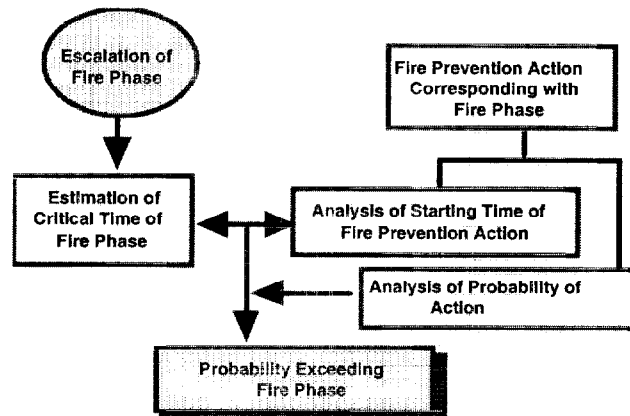 Escalation of
Fire Phase
Fire Prevention Action
Corresponding with
Fire Phase
Estimation of
Critical Time of
Fire Phase
Analysis of Starting Time of
Fire Prevention Action
Analysis of Probability of
Action
Probability Exceeding
Fire Phase